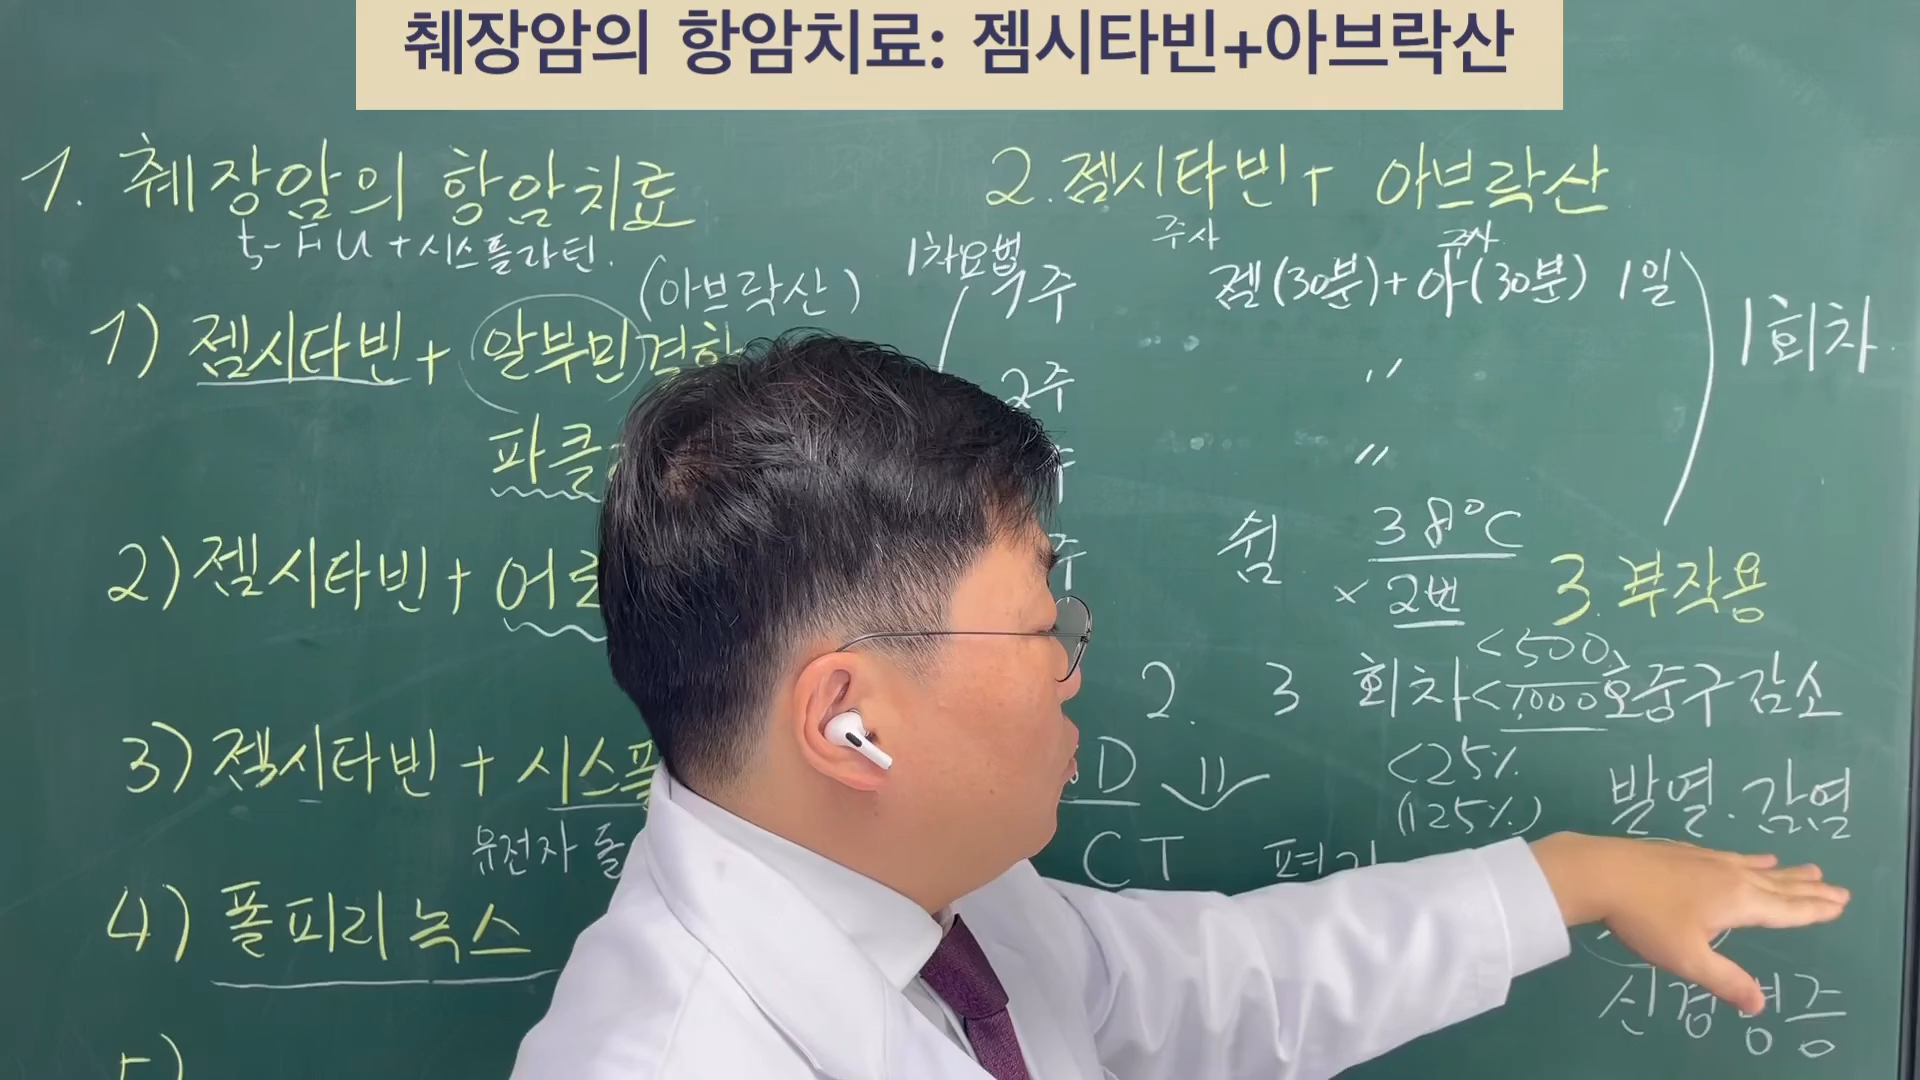 췌장암의 항암치료: 젬시타빈+아브락산
1. 췌장암의 항암치료
5-FU + 시스플라틴.
(아브락산)
1) 젬시타빈 + 알부민결합
파클
2) 젬시타빈 + 어
3) 젬시타빈 + 시스플
유전자 돌
4) 폴피리녹스
5)
2. 젬시타빈 + 아브락산
주사 주사
1차요법
1주 젬(30분) + 아(30분) 1일
1회차
2주 〃
〃
주 쉼 38°C
× 2번
3. 부작용
2. 3 회차
<500
<1000 호중구 감소
D
<25%
(125%)
발열. 감염
CT 평가
신경병증